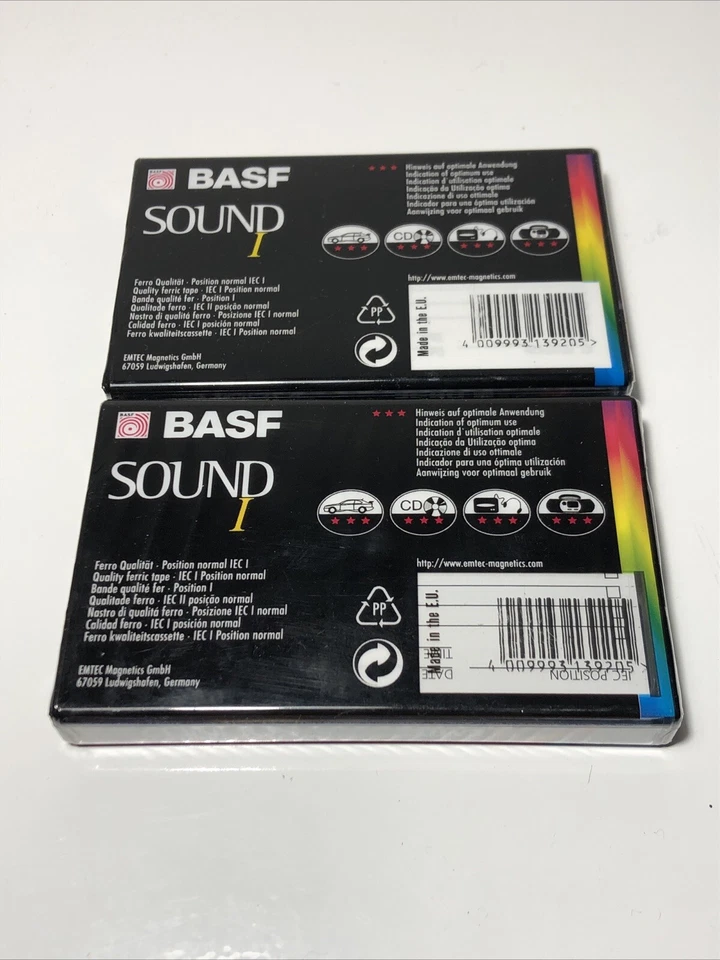 BASF
BASF
SOUND
I
★ ★ ★ Hinweis auf optimale Anwendung
Indication of optimum use
Indication d'utilisation optimale
Indicação da Utilização optima
Indicazione di uso ottimale
Indicador para una óptima utilización
Aanwijzing voor optimaal gebruik
CD
Ferro Qualität · Position normal IEC I
Quality ferric tape · IEC I Position normal
Bande qualité fer · Position I
Qualitade ferro · IEC II posição normal
Nastro di qualitá ferro · Posizione IEC I normal
Calidad ferro · IEC I posición normal
Ferro kwaliteitscassette · IEC I Position normal
EMTEC Magnetics GmbH
67059 Ludwigshafen, Germany
http://www.emtec-magnetics.com
PP
Made in the E.U.
4 009993 139205 >
BASF
BASF
SOUND
I
★ ★ ★ Hinweis auf optimale Anwendung
Indication of optimum use
Indication d'utilisation optimale
Indicação da Utilização optima
Indicazione di uso ottimale
Indicador para una óptima utilización
Aanwijzing voor optimaal gebruik
CD
Ferro Qualität · Position normal IEC I
Quality ferric tape · IEC I Position normal
Bande qualité fer · Position I
Qualitade ferro · IEC II posição normal
Nastro di qualitá ferro · Posizione IEC I normal
Calidad ferro · IEC I posición normal
Ferro kwaliteitscassette · IEC I Position normal
EMTEC Magnetics GmbH
67059 Ludwigshafen, Germany
http://www.emtec-magnetics.com
PP
Made in the E.U.
4 009993 139205 >
IEC POSITION
DATE
TIME